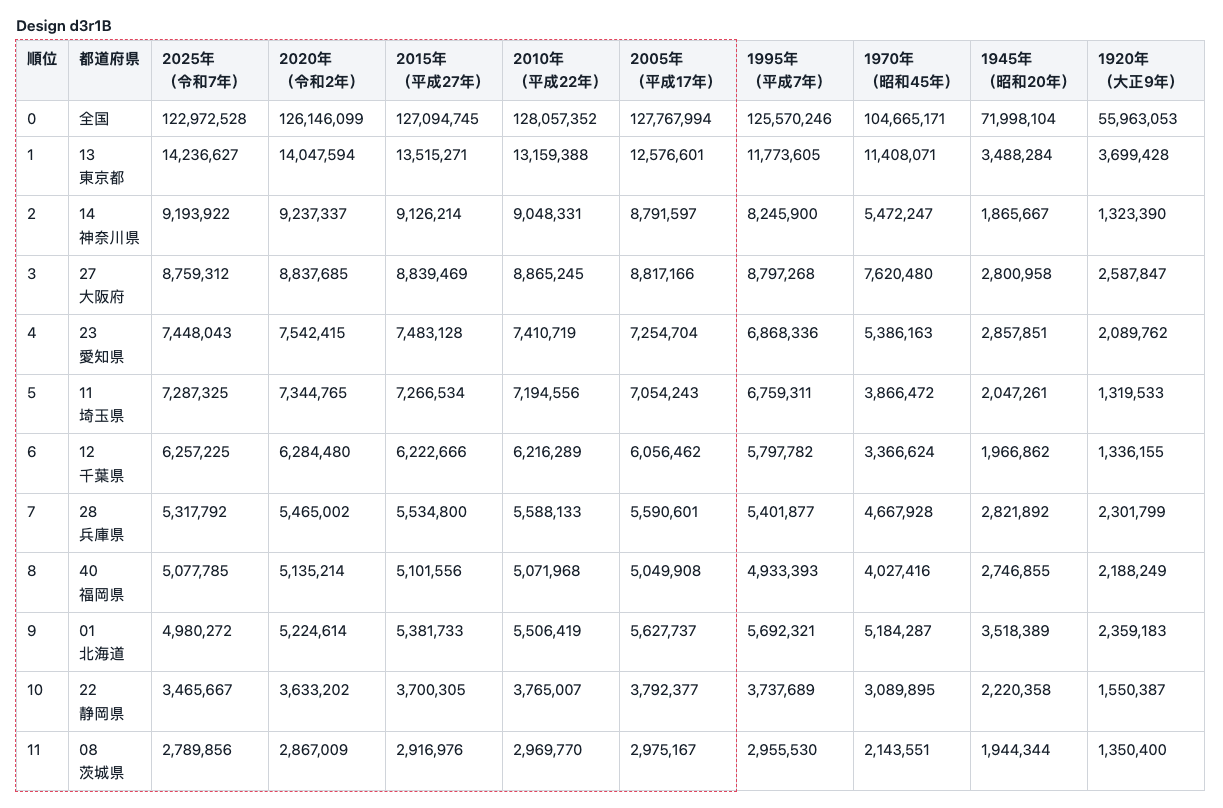 Design d3r1B
順位 都道府県 2025年 2020年 2015年 2010年 2005年 1995年 1970年 1945年 1920年
（令和7年） （令和2年） （平成27年） （平成22年） （平成17年） （平成7年） （昭和45年） （昭和20年） （大正9年）
0 全国 122,972,528 126,146,099 127,094,745 128,057,352 127,767,994 125,570,246 104,665,171 71,998,104 55,963,053
1 13 14,236,627 14,047,594 13,515,271 13,159,388 12,576,601 11,773,605 11,408,071 3,488,284 3,699,428
東京都
2 14 9,193,922 9,237,337 9,126,214 9,048,331 8,791,597 8,245,900 5,472,247 1,865,667 1,323,390
神奈川県
3 27 8,759,312 8,837,685 8,839,469 8,865,245 8,817,166 8,797,268 7,620,480 2,800,958 2,587,847
大阪府
4 23 7,448,043 7,542,415 7,483,128 7,410,719 7,254,704 6,868,336 5,386,163 2,857,851 2,089,762
愛知県
5 11 7,287,325 7,344,765 7,266,534 7,194,556 7,054,243 6,759,311 3,866,472 2,047,261 1,319,533
埼玉県
6 12 6,257,225 6,284,480 6,222,666 6,216,289 6,056,462 5,797,782 3,366,624 1,966,862 1,336,155
千葉県
7 28 5,317,792 5,465,002 5,534,800 5,588,133 5,590,601 5,401,877 4,667,928 2,821,892 2,301,799
兵庫県
8 40 5,077,785 5,135,214 5,101,556 5,071,968 5,049,908 4,933,393 4,027,416 2,746,855 2,188,249
福岡県
9 01 4,980,272 5,224,614 5,381,733 5,506,419 5,627,737 5,692,321 5,184,287 3,518,389 2,359,183
北海道
10 22 3,465,667 3,633,202 3,700,305 3,765,007 3,792,377 3,737,689 3,089,895 2,220,358 1,550,387
静岡県
11 08 2,789,856 2,867,009 2,916,976 2,969,770 2,975,167 2,955,530 2,143,551 1,944,344 1,350,400
茨城県